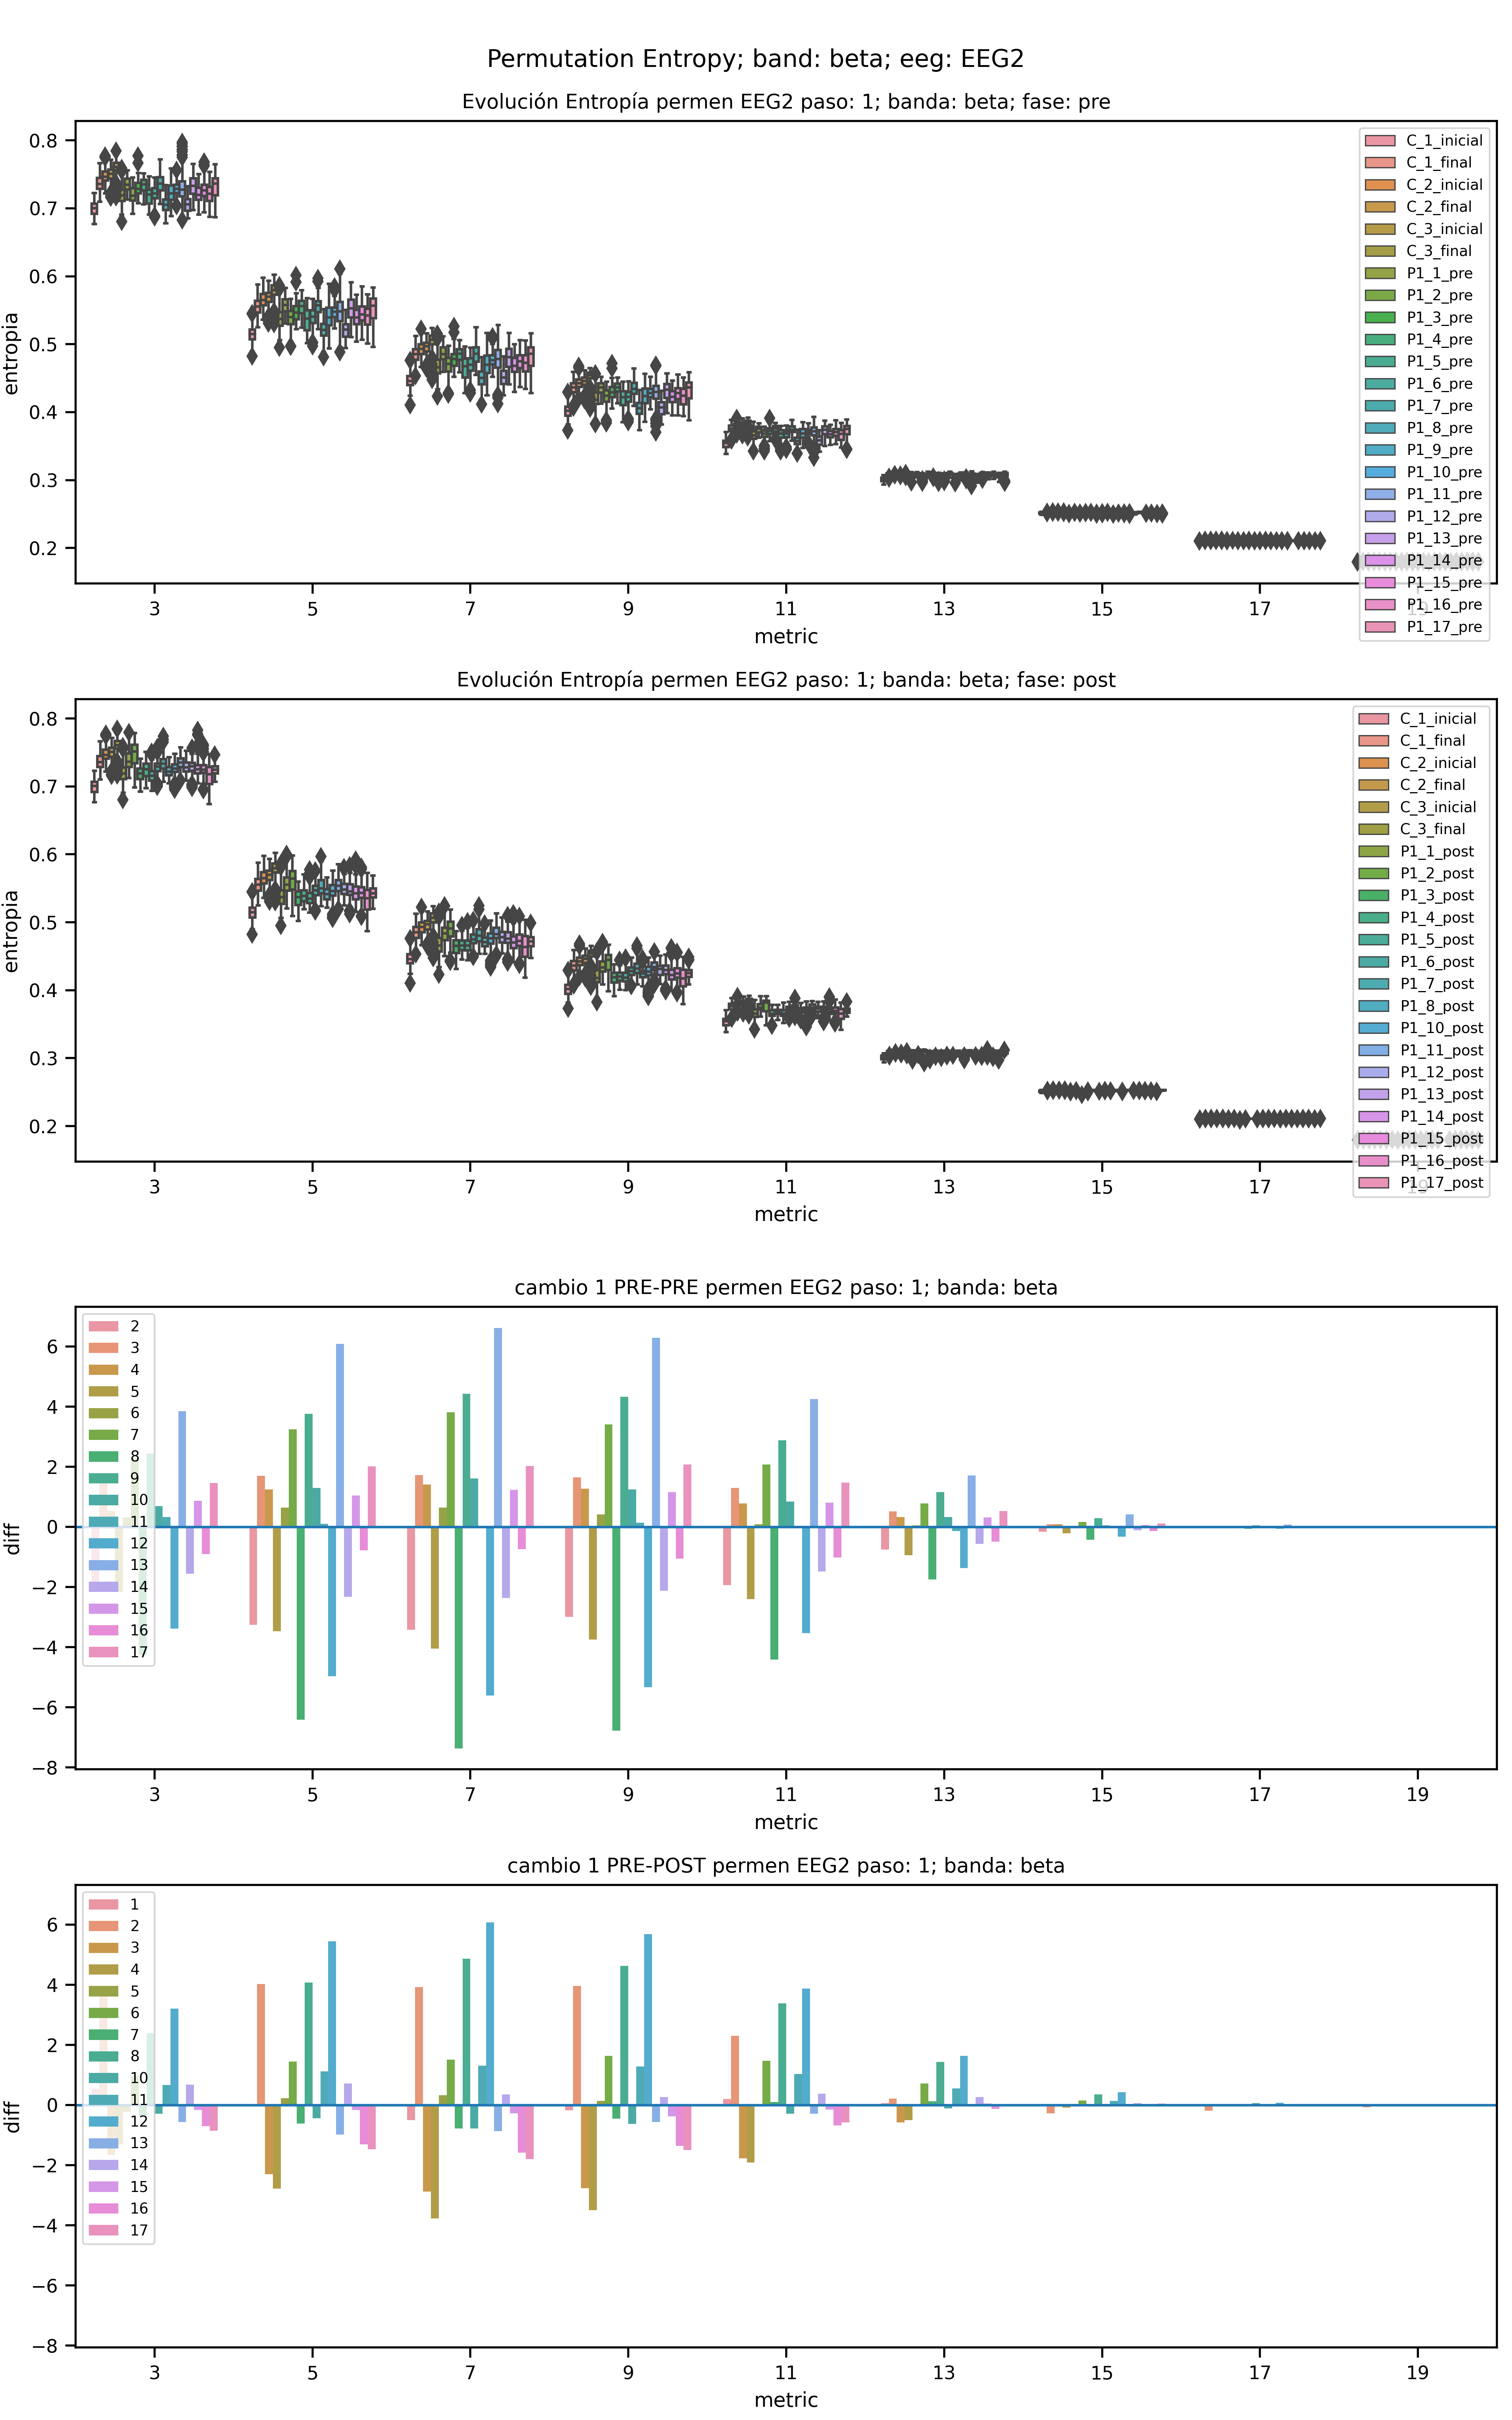 Permutation Entropy; band: beta; eeg: EEG2
Evolución Entropía permen EEG2 paso: 1; banda: beta; fase: pre
0.8
0.7
0.6
0.5
0.4
0.3
0.2
entropia
3 5 7 9 11 13 15 17 19
metric
C_1_inicial
C_1_final
C_2_inicial
C_2_final
C_3_inicial
C_3_final
P1_1_pre
P1_2_pre
P1_3_pre
P1_4_pre
P1_5_pre
P1_6_pre
P1_7_pre
P1_8_pre
P1_9_pre
P1_10_pre
P1_11_pre
P1_12_pre
P1_13_pre
P1_14_pre
P1_15_pre
P1_16_pre
P1_17_pre
Evolución Entropía permen EEG2 paso: 1; banda: beta; fase: post
0.8
0.7
0.6
0.5
0.4
0.3
0.2
entropia
3 5 7 9 11 13 15 17 19
metric
C_1_inicial
C_1_final
C_2_inicial
C_2_final
C_3_inicial
C_3_final
P1_1_post
P1_2_post
P1_3_post
P1_4_post
P1_5_post
P1_6_post
P1_7_post
P1_8_post
P1_10_post
P1_11_post
P1_12_post
P1_13_post
P1_14_post
P1_15_post
P1_16_post
P1_17_post
cambio 1 PRE-PRE permen EEG2 paso: 1; banda: beta
6
4
2
0
−2
−4
−6
−8
diff
2
3
4
5
6
7
8
9
10
11
12
13
14
15
16
17
3 5 7 9 11 13 15 17 19
metric
cambio 1 PRE-POST permen EEG2 paso: 1; banda: beta
6
4
2
0
−2
−4
−6
−8
diff
1
2
3
4
5
6
7
8
10
11
12
13
14
15
16
17
3 5 7 9 11 13 15 17 19
metric